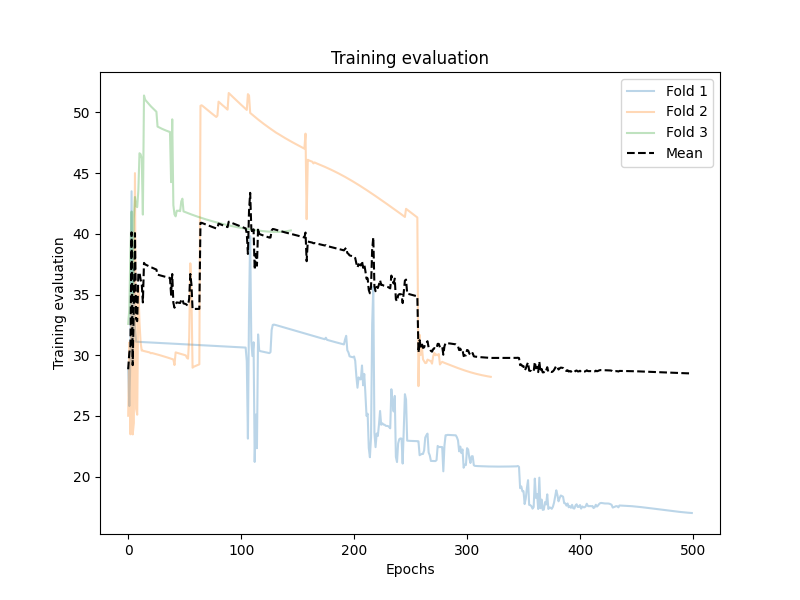 Training evaluation
Fold 1
Fold 2
Fold 3
Mean
Training evaluation
50
45
40
35
30
25
20
0 100 200 300 400 500
Epochs